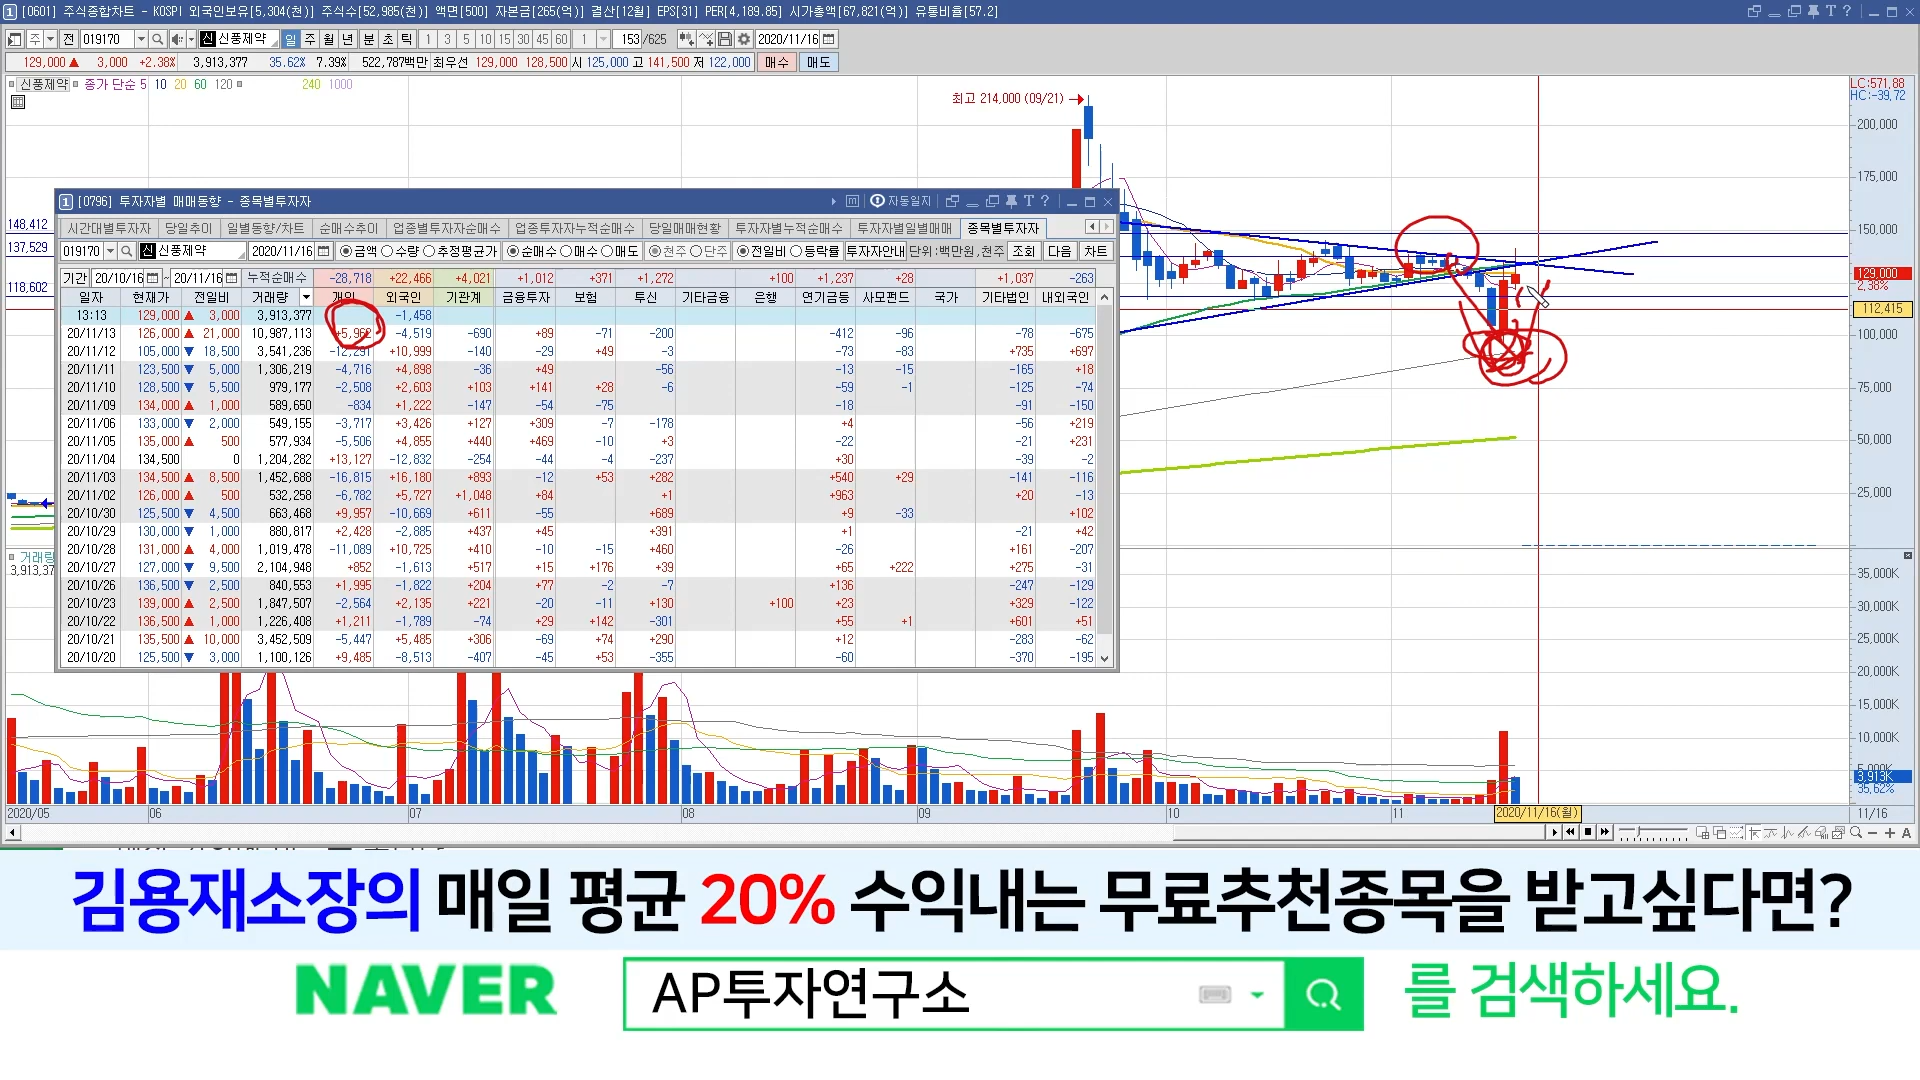 1 [0601] 주식종합차트 - KOSPI 외국인보유[5,304(천)] 주식수[52,985(천)] 액면[500] 자본금[265(억)] 결산[12월] EPS[31] PER[4,189.85] 시가총액[67,821(억)] 유통비율[57.2]
주 전 019170 신 신풍제약 일 주 월 년 분 초 틱 1 3 5 10 15 30 45 60 1 153 /625 2020/11/16
129,000 ▲ 3,000 +2.38% 3,913,377 35.62% 7.39% 522,787백만 최우선 129,000 128,500 시 125,000 고 141,500 저 122,000 매수 매도
신풍제약 종가 단순 5 10 20 60 120 240 1000
최고 214,000 (09/21)
LC:571.88
HC:-39.72
200,000
175,000
150,000
129,000
2.38%
112,415
100,000
75,000
50,000
25,000
148,412
137,529
118,602
1 [0796] 투자자별 매매동향 - 종목별투자자 자동일지
시간대별투자자 당일추이 일별동향/차트 순매수추이 업종별투자자순매수 업종투자자누적순매수 당일매매현황 투자자별누적순매수 투자자별일별매매 종목별투자자
019170 신 신풍제약 2020/11/16 금액 수량 추정평균가 순매수 매수 매도 천주 단주 전일비 등락률 투자자안내 단위:백만원,천주 조회 다음 차트
기간 20/10/16 ~ 20/11/16 누적순매수 -28,718 +22,466 +4,021 +1,012 +371 +1,272 +100 +1,237 +28 +1,037 -263
일자 현재가 전일비 거래량 개인 외국인 기관계 금융투자 보험 투신 기타금융 은행 연기금등 사모펀드 국가 기타법인 내외국인
13:13 129,000 ▲ 3,000 3,913,377 -1,458
20/11/13 126,000 ▲ 21,000 10,987,113 +5,962 -4,519 -690 +89 -71 -200 -412 -96 -78 -675
20/11/12 105,000 ▼ 18,500 3,541,236 -12,291 +10,999 -140 -29 +49 -3 -73 -83 +735 +697
20/11/11 123,500 ▼ 5,000 1,306,219 -4,716 +4,898 -36 +49 -56 -13 -15 -165 +18
20/11/10 128,500 ▼ 5,500 979,177 -2,508 +2,603 +103 +141 +28 -6 -59 -1 -125 -74
20/11/09 134,000 ▲ 1,000 589,650 -834 +1,222 -147 -54 -75 -18 -91 -150
20/11/06 133,000 ▼ 2,000 549,155 -3,717 +3,426 +127 +309 -7 -178 +4 -56 +219
20/11/05 135,000 ▲ 500 577,934 -5,506 +4,855 +440 +469 -10 +3 -22 -21 +231
20/11/04 134,500 0 1,204,282 +13,127 -12,832 -254 -44 -4 -237 +30 -39 -2
20/11/03 134,500 ▲ 8,500 1,452,688 -16,815 +16,180 +893 -12 +53 +282 +540 +29 -141 -116
20/11/02 126,000 ▲ 500 532,258 -6,782 +5,727 +1,048 +84 +1 +963 +20 -13
20/10/30 125,500 ▼ 4,500 663,468 +9,957 -10,669 +611 -55 +689 +9 -33 +102
20/10/29 130,000 ▼ 1,000 880,817 +2,428 -2,885 +437 +45 +391 +1 -21 +42
20/10/28 131,000 ▲ 4,000 1,019,478 -11,089 +10,725 +410 -10 -15 +460 -26 +161 -207
20/10/27 127,000 ▼ 9,500 2,104,948 +852 -1,613 +517 +15 +176 +39 +65 +222 +275 -31
20/10/26 136,500 ▼ 2,500 840,553 +1,995 -1,822 +204 +77 -2 -7 +136 -247 -129
20/10/23 139,000 ▲ 2,500 1,847,507 -2,564 +2,135 +221 -20 -11 +130 +100 +23 +329 -122
20/10/22 136,500 ▲ 1,000 1,226,408 +1,211 -1,789 -74 +29 +142 -301 +55 +1 +601 +51
20/10/21 135,500 ▲ 10,000 3,452,509 -5,447 +5,485 +306 -69 +74 +290 +12 -283 -62
20/10/20 125,500 ▼ 3,000 1,100,126 +9,485 -8,513 -407 -45 +53 -355 -60 -370 -195
거래량
3,913,37
35,000K
30,000K
25,000K
20,000K
15,000K
10,000K
5,000K
3,913K
35.62%
2020/05 06 07 08 09 10 11 2020/11/16(월) 11/16
김용재소장의 매일 평균 20% 수익내는 무료추천종목을 받고싶다면?
NAVER AP투자연구소 를 검색하세요.